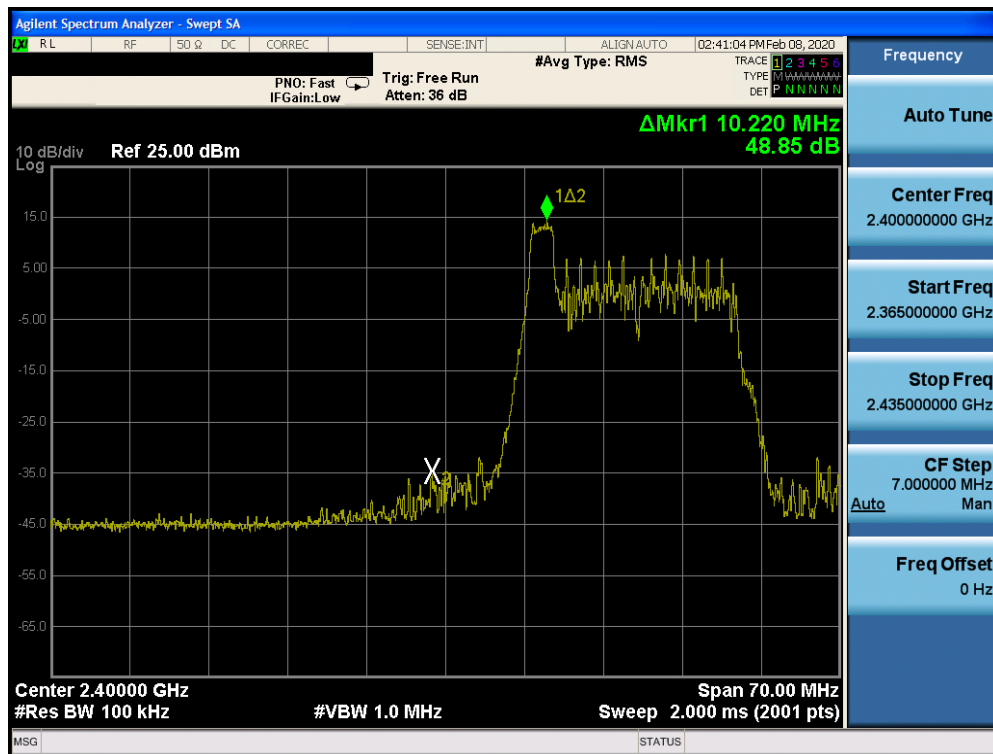 Agilent Spectrum Analyzer - Swept SA
LXI RL RF 50 Ω DC CORREC SENSE:INT ALIGN AUTO 02:41:04 PM Feb 08, 2020
Frequency
PNO: Fast
IFGain:Low
Trig: Free Run
Atten: 36 dB
#Avg Type: RMS
TRACE 1 2 3 4 5 6
TYPE M WWWWW
DET P N N N N N
ΔMkr1 10.220 MHz
48.85 dB
10 dB/div
Log
Ref 25.00 dBm
1Δ2
15.0
5.00
-5.00
-15.0
-25.0
-35.0
-45.0
-55.0
-65.0
X2
Center 2.40000 GHz
Span 70.00 MHz
#Res BW 100 kHz
#VBW 1.0 MHz
Sweep 2.000 ms (2001 pts)
MSG
STATUS
Auto Tune
Center Freq
2.400000000 GHz
Start Freq
2.365000000 GHz
Stop Freq
2.435000000 GHz
CF Step
7.000000 MHz
Auto Man
Freq Offset
0 Hz